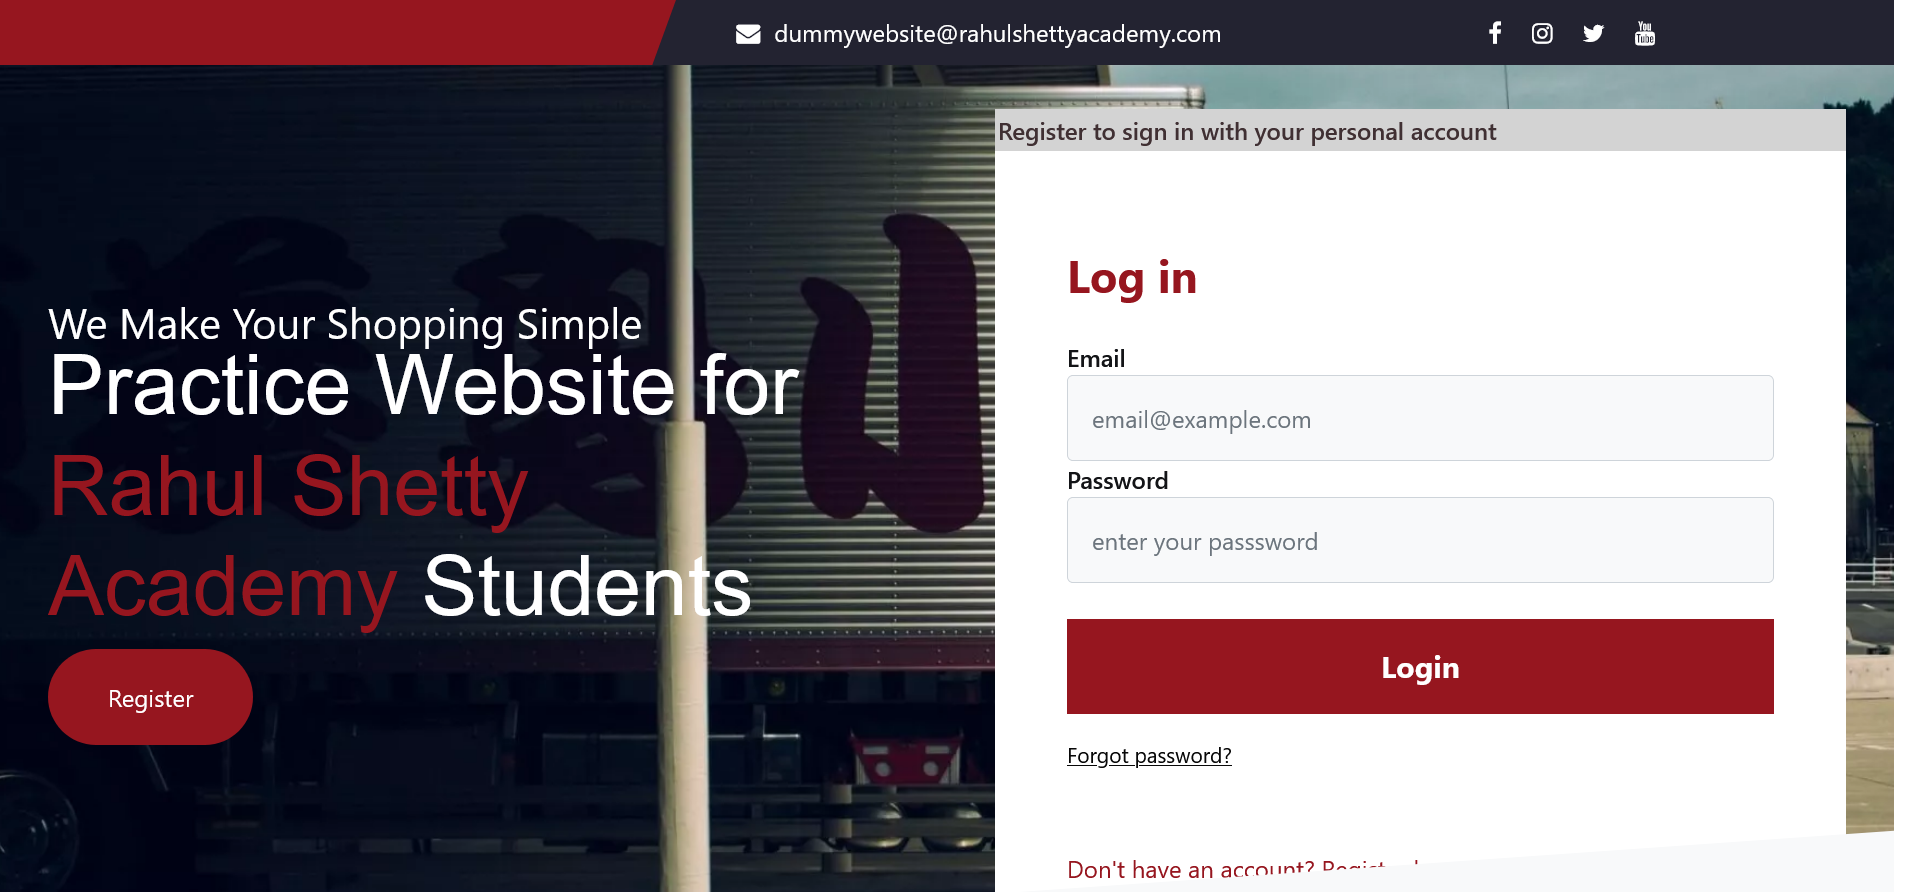 dummywebsite@rahulshettyacademy.com
You
Tube
Register to sign in with your personal account
We Make Your Shopping Simple
Practice Website for
Rahul Shetty
Academy Students
Register
Log in
Email
email@example.com
Password
enter your passsword
Login
Forgot password?
Don't have an account?